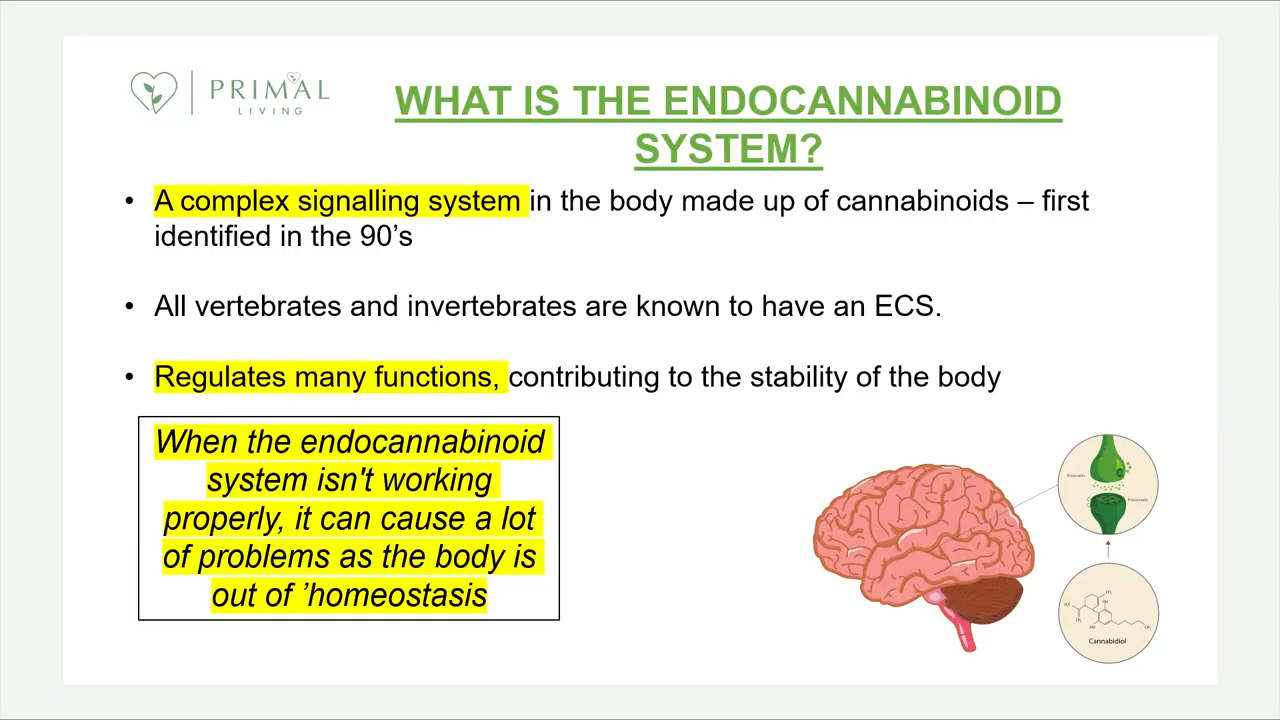 PRIMAL
LIVING
WHAT IS THE ENDOCANNABINOID
SYSTEM?
• A complex signalling system in the body made up of cannabinoids – first
identified in the 90’s
• All vertebrates and invertebrates are known to have an ECS.
• Regulates many functions, contributing to the stability of the body
When the endocannabinoid
system isn't working
properly, it can cause a lot
of problems as the body is
out of ’homeostasis
Cannabidiol